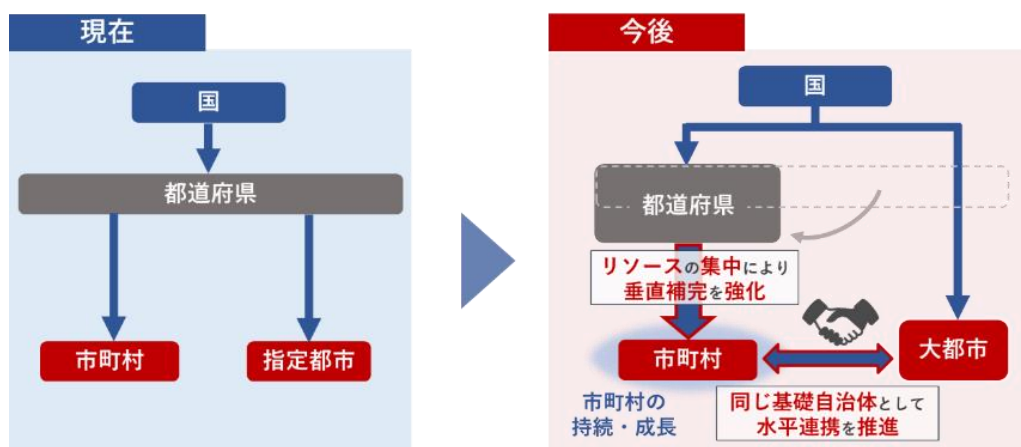 現在
国
都道府県
市町村
指定都市
今後
国
都道府県
リソースの集中により
垂直補完を強化
市町村
大都市
市町村の
持続・成長
同じ基礎自治体として
水平連携を推進